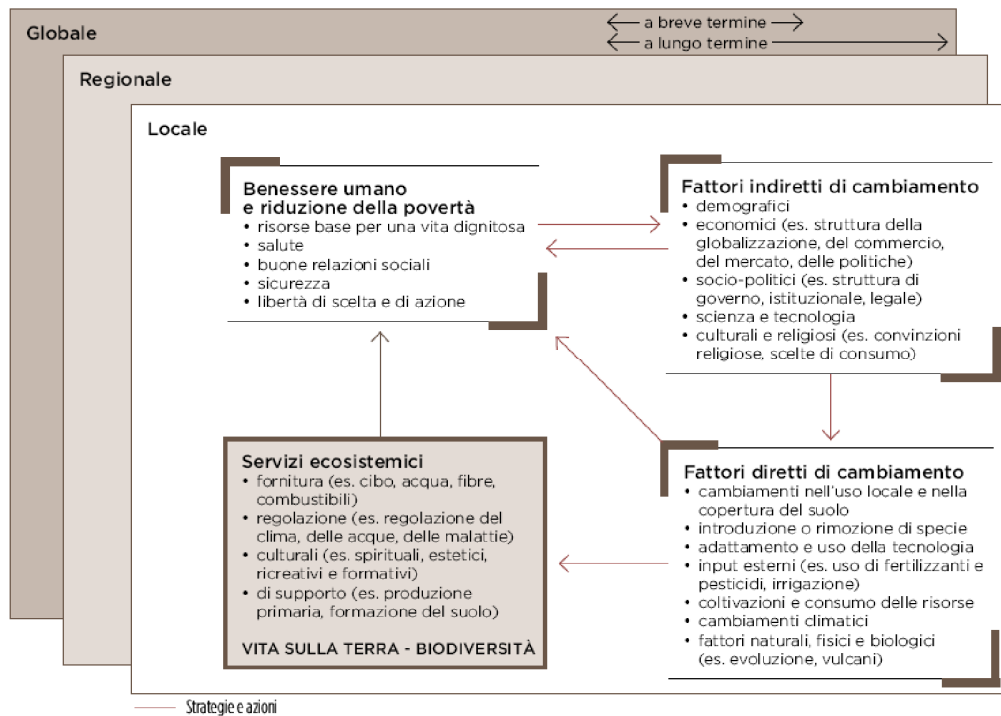 Globale
a breve termine
a lungo termine
Regionale
Locale
Benessere umano
e riduzione della povertà
• risorse base per una vita dignitosa
• salute
• buone relazioni sociali
• sicurezza
• libertà di scelta e di azione
Fattori indiretti di cambiamento
• demografici
• economici (es. struttura della
globalizzazione, del commercio,
del mercato, delle politiche)
• socio-politici (es. struttura di
governo, istituzionale, legale)
• scienza e tecnologia
• culturali e religiosi (es. convinzioni
religiose, scelte di consumo)
Servizi ecosistemici
• fornitura (es. cibo, acqua, fibre,
combustibili)
• regolazione (es. regolazione del
clima, delle acque, delle malattie)
• culturali (es. spirituali, estetici,
ricreativi e formativi)
• di supporto (es. produzione
primaria, formazione del suolo)
VITA SULLA TERRA - BIODIVERSITÀ
Fattori diretti di cambiamento
• cambiamenti nell'uso locale e nella
copertura del suolo
• introduzione o rimozione di specie
• adattamento e uso della tecnologia
• input esterni (es. uso di fertilizzanti e
pesticidi, irrigazione)
• coltivazioni e consumo delle risorse
• cambiamenti climatici
• fattori naturali, fisici e biologici
(es. evoluzione, vulcani)
Strategie e azioni